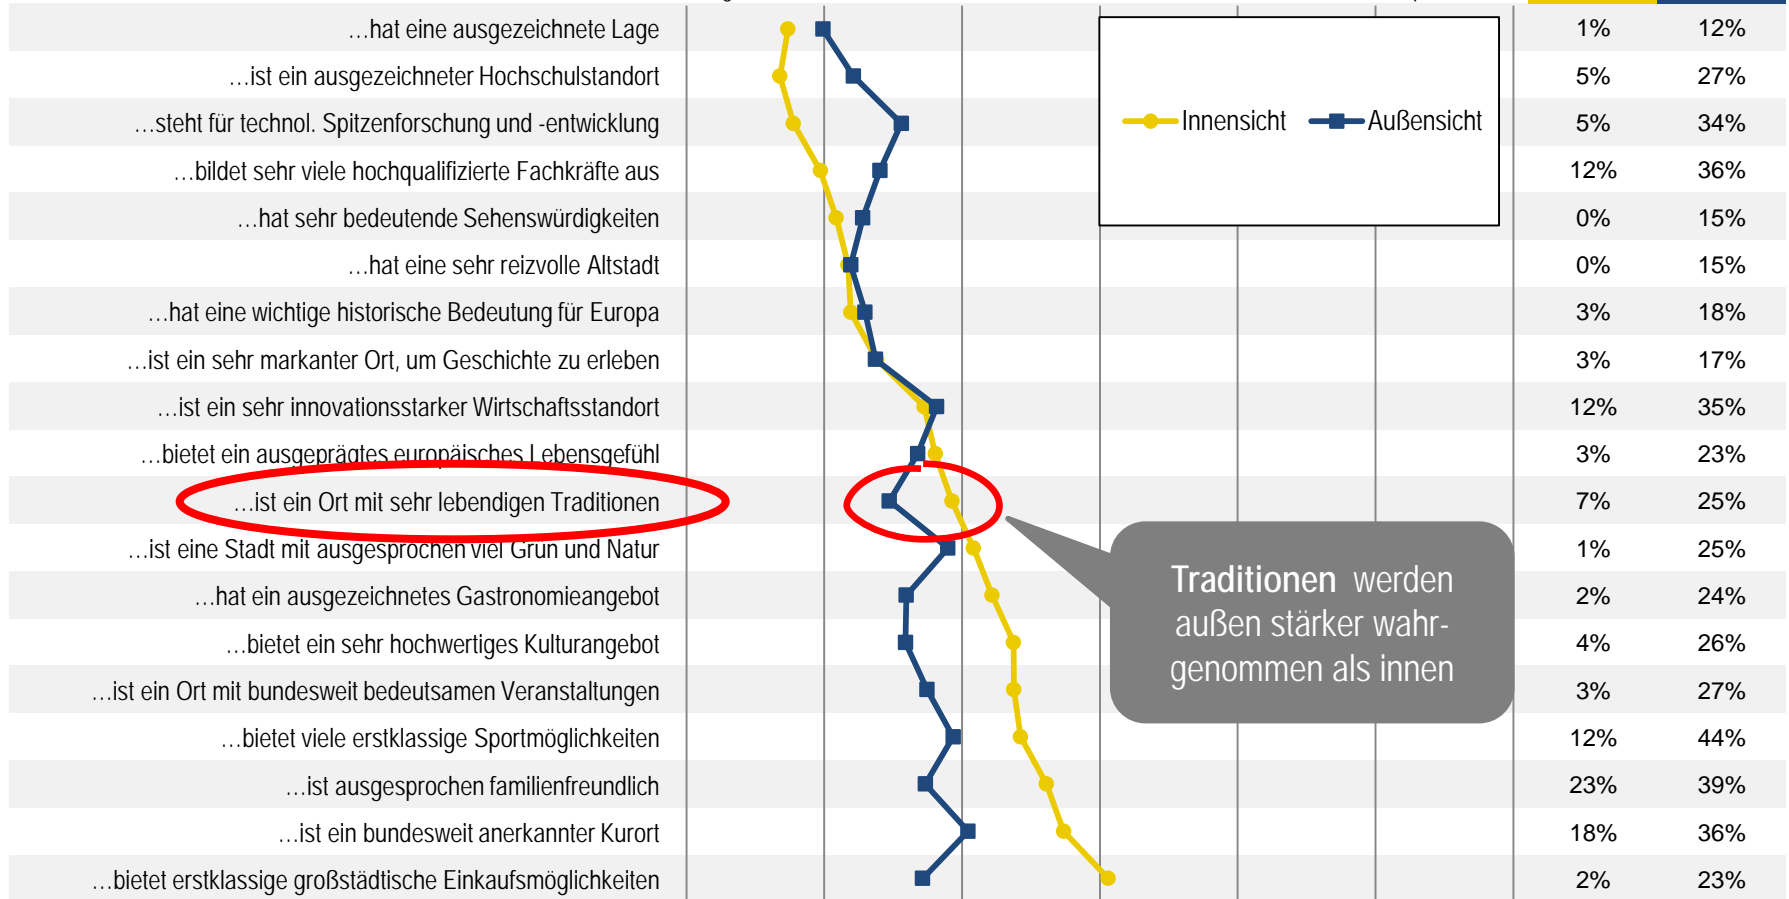 …hat eine ausgezeichnete Lage 1% 12%
…ist ein ausgezeichneter Hochschulstandort 5% 27%
…steht für technol. Spitzenforschung und -entwicklung 5% 34%
Innensicht Außensicht
…bildet sehr viele hochqualifizierte Fachkräfte aus 12% 36%
…hat sehr bedeutende Sehenswürdigkeiten 0% 15%
…hat eine sehr reizvolle Altstadt 0% 15%
…hat eine wichtige historische Bedeutung für Europa 3% 18%
…ist ein sehr markanter Ort, um Geschichte zu erleben 3% 17%
…ist ein sehr innovationsstarker Wirtschaftsstandort 12% 35%
…bietet ein ausgeprägtes europäisches Lebensgefühl 3% 23%
…ist ein Ort mit sehr lebendigen Traditionen 7% 25%
…ist eine Stadt mit ausgesprochen viel Grün und Natur 1% 25%
…hat ein ausgezeichnetes Gastronomieangebot 2% 24%
…bietet ein sehr hochwertiges Kulturangebot 4% 26%
…ist ein Ort mit bundesweit bedeutsamen Veranstaltungen 3% 27%
…bietet viele erstklassige Sportmöglichkeiten 12% 44%
…ist ausgesprochen familienfreundlich 23% 39%
…ist ein bundesweit anerkannter Kurort 18% 36%
…bietet erstklassige großstädtische Einkaufsmöglichkeiten 2% 23%
Traditionen werden
außen stärker wahr-
genommen als innen